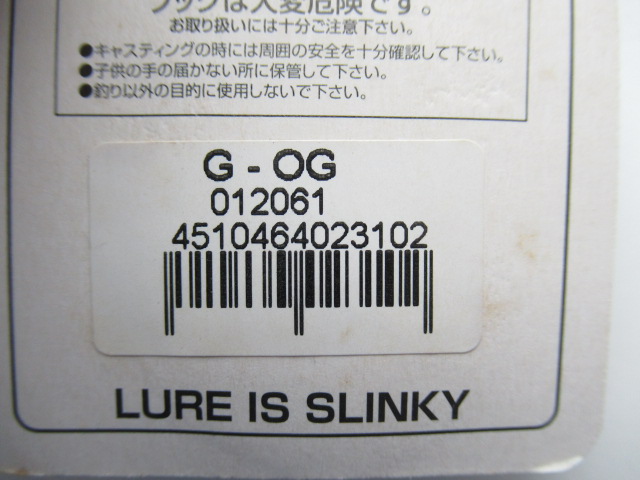 フックは大変危険です。
お取り扱いには十分ご注意下さい。
●キャスティングの時には周囲の安全を十分確認して下さい。
●子供の手の届かない所に保管して下さい。
●釣り以外の目的に使用しないで下さい。
G - OG
012061
4510464023102
LURE IS SLINKY